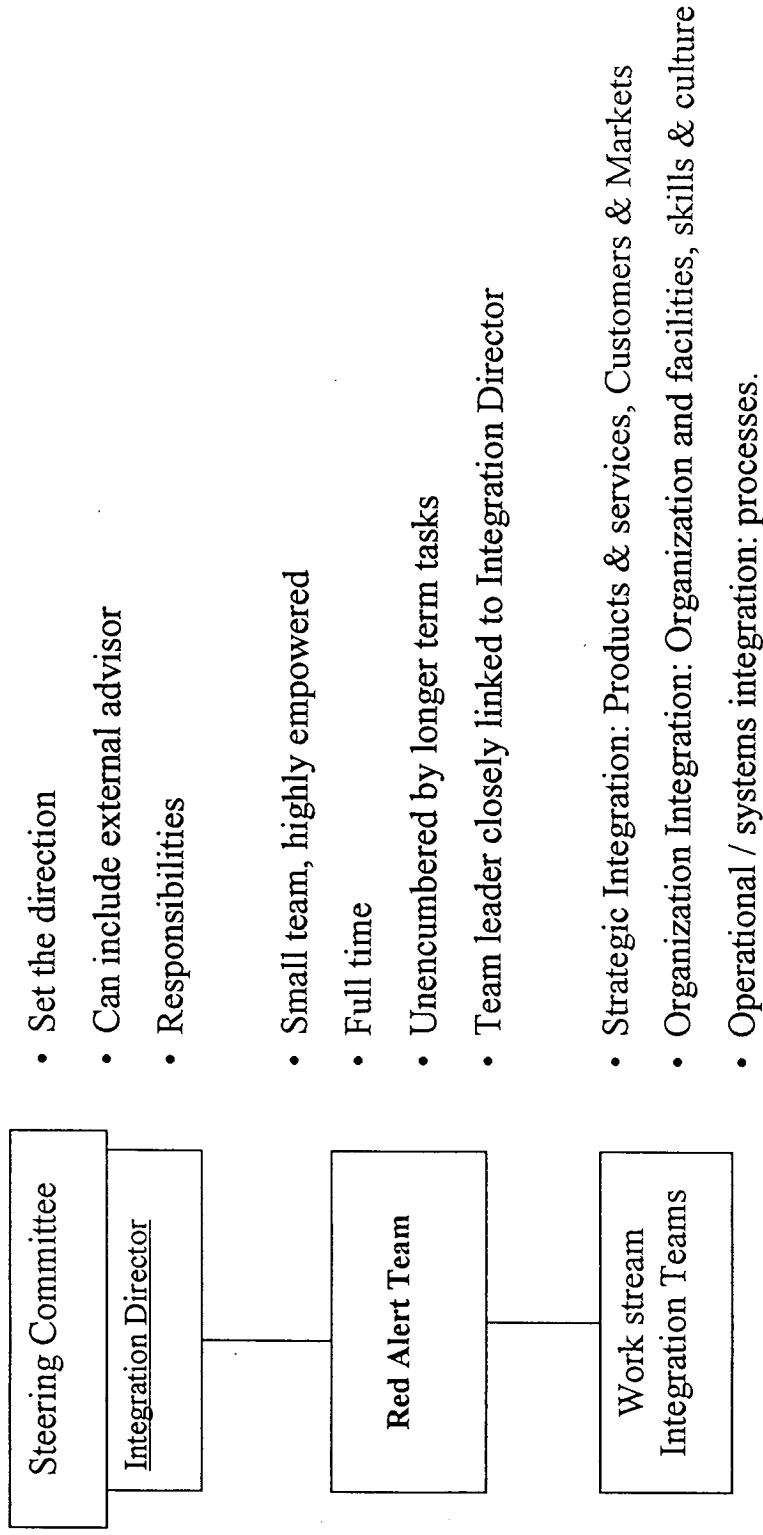 Steering Committee
Integration Director
• Set the direction
• Can include external advisor
• Responsibilities
Red Alert Team
• Small team, highly empowered
• Full time
• Unencumbered by longer term tasks
• Team leader closely linked to Integration Director
Work stream
Integration Teams
• Strategic Integration: Products & services, Customers & Markets
• Organization Integration: Organization and facilities, skills & culture
• Operational / systems integration: processes.